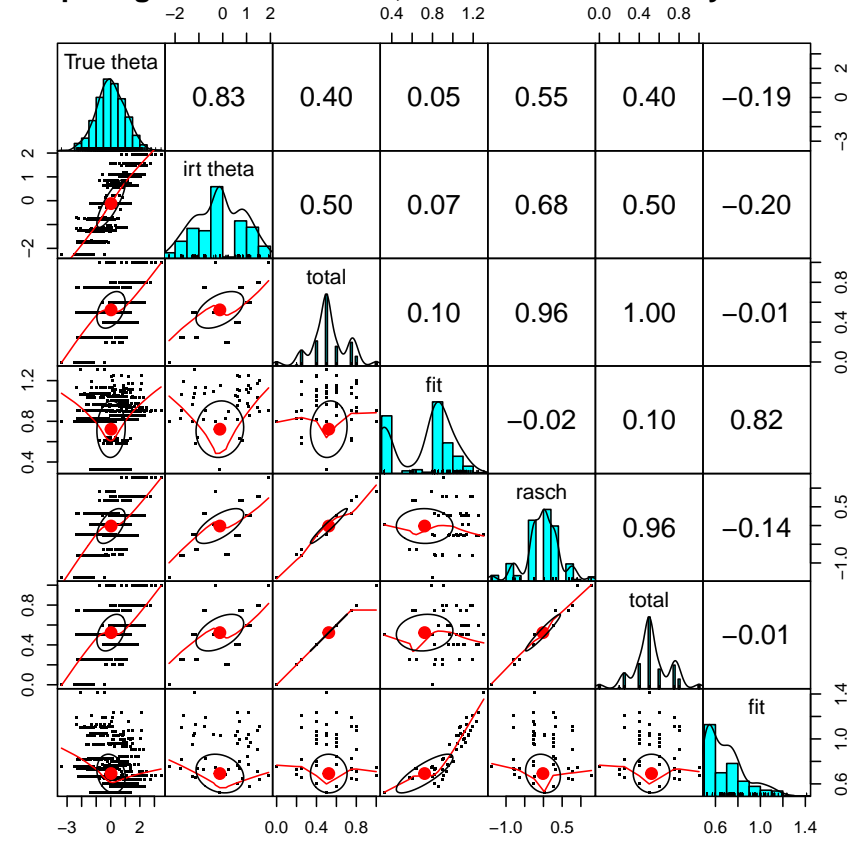 −2 0 1 2 0.4 0.8 1.2 0.0 0.4 0.8
True theta 0.83 0.40 0.05 0.55 0.40 −0.19 −3 0 2
−2 0 1 2 irt theta 0.50 0.07 0.68 0.50 −0.20
total 0.10 0.96 1.00 −0.01 0.0 0.4 0.8
0.4 0.8 1.2 fit −0.02 0.10 0.82
rasch 0.96 −0.14 −1.0 0.5
0.0 0.4 0.8 total −0.01
fit 0.6 1.0 1.4
−3 0 2 0.0 0.4 0.8 −1.0 0.5 0.6 1.0 1.4